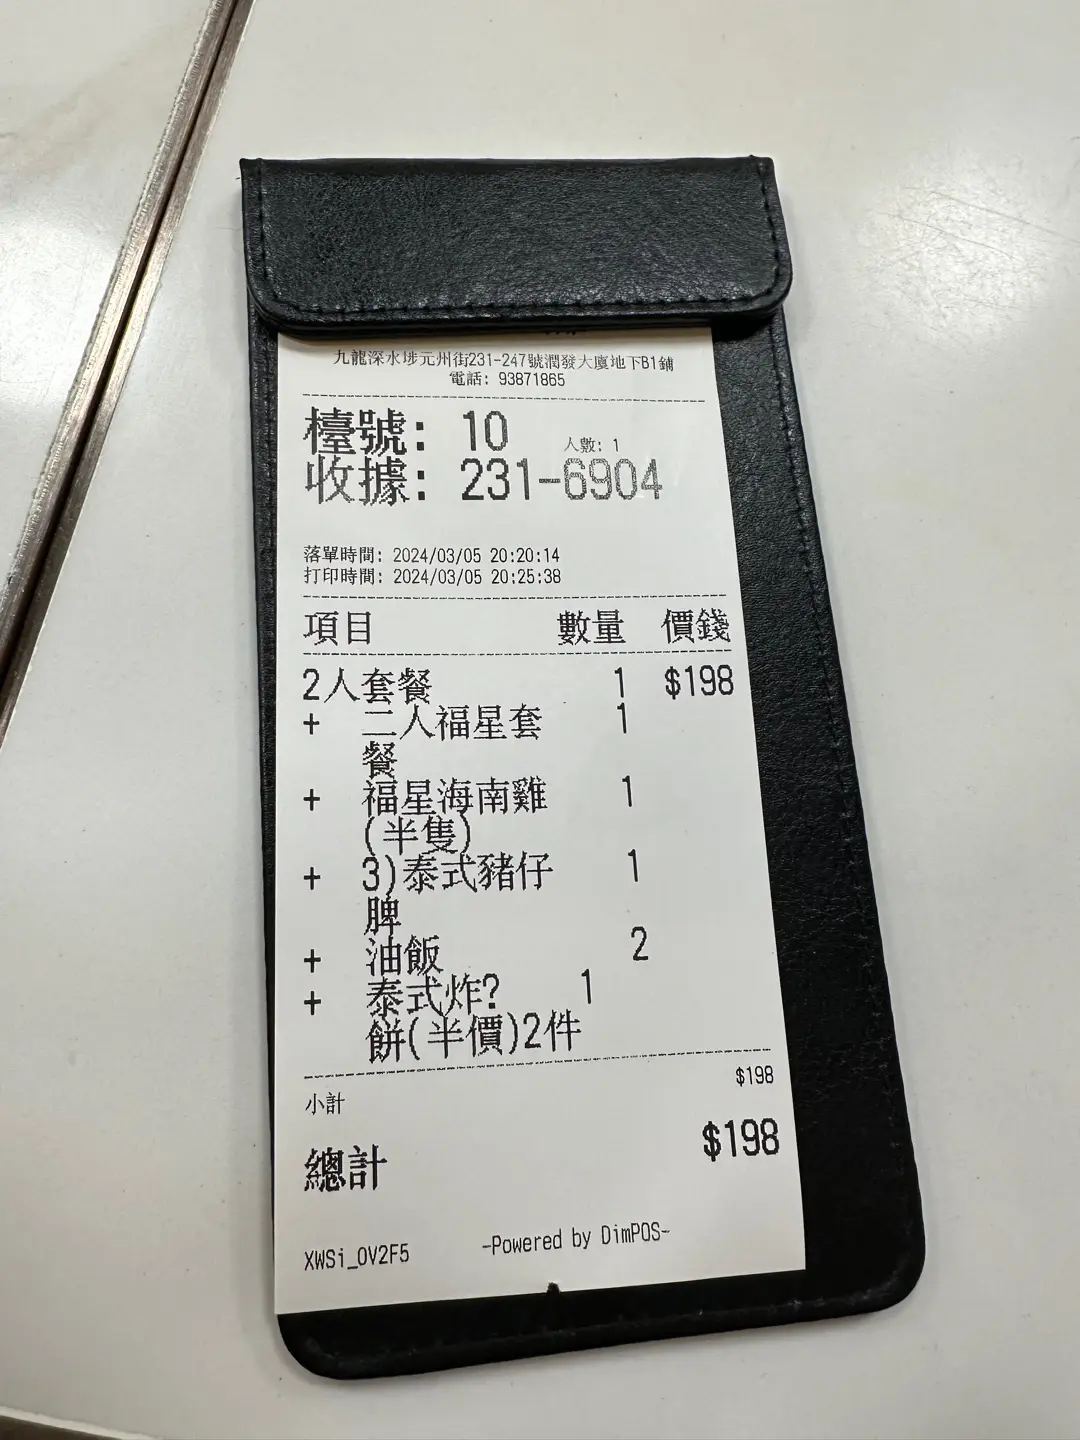 九龍深水埗元州街231-247號潤發大廈地下B1鋪
電話: 93871865
檯號: 10 人數: 1
收據: 231-6904
落單時間: 2024/03/05 20:20:14
打印時間: 2024/03/05 20:25:38
項目 數量 價錢
2人套餐 1 $198
+ 二人福星套 1
餐
+ 福星海南雞 1
(半隻)
+ 3)泰式豬仔 1
脾
+ 油飯 2
+ 泰式炸? 1
餅(半價)2件
小計 $198
總計 $198
XWSi_OV2F5 -Powered by DimPOS-